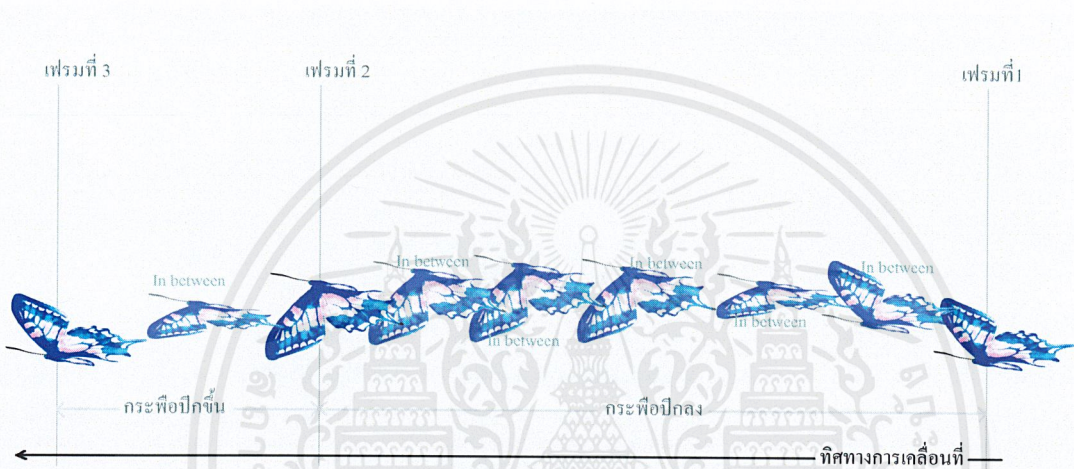 เฟรมที่ 3
เฟรมที่ 2
เฟรมที่1
In between
In between
In between
In between
In between
In between
กระพือปีกขึ้น
กระพือปีกลง
ทิศทางการเคลื่อนที่